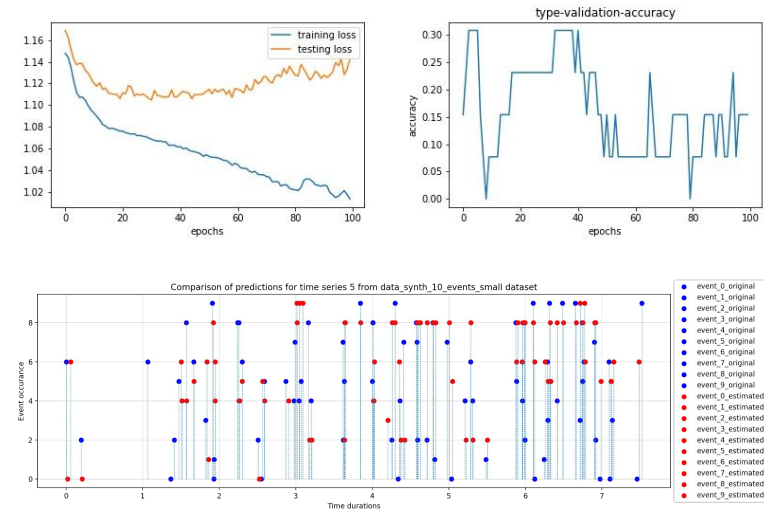 training loss
testing loss
1.16
1.14
1.12
1.10
1.08
1.06
1.04
1.02
0 20 40 60 80 100
epochs
type-validation-accuracy
accuracy
0.30
0.25
0.20
0.15
0.10
0.05
0.00
0 20 40 60 80 100
epochs
Comparison of predictions for time series 5 from data_synth_10_events_small dataset
Event occurance
8
6
4
2
0
0 1 2 3 4 5 6 7
Time durations
event_0_original
event_1_original
event_2_original
event_3_original
event_4_original
event_5_original
event_6_original
event_7_original
event_8_original
event_9_original
event_0_estimated
event_1_estimated
event_2_estimated
event_3_estimated
event_4_estimated
event_5_estimated
event_6_estimated
event_7_estimated
event_8_estimated
event_9_estimated